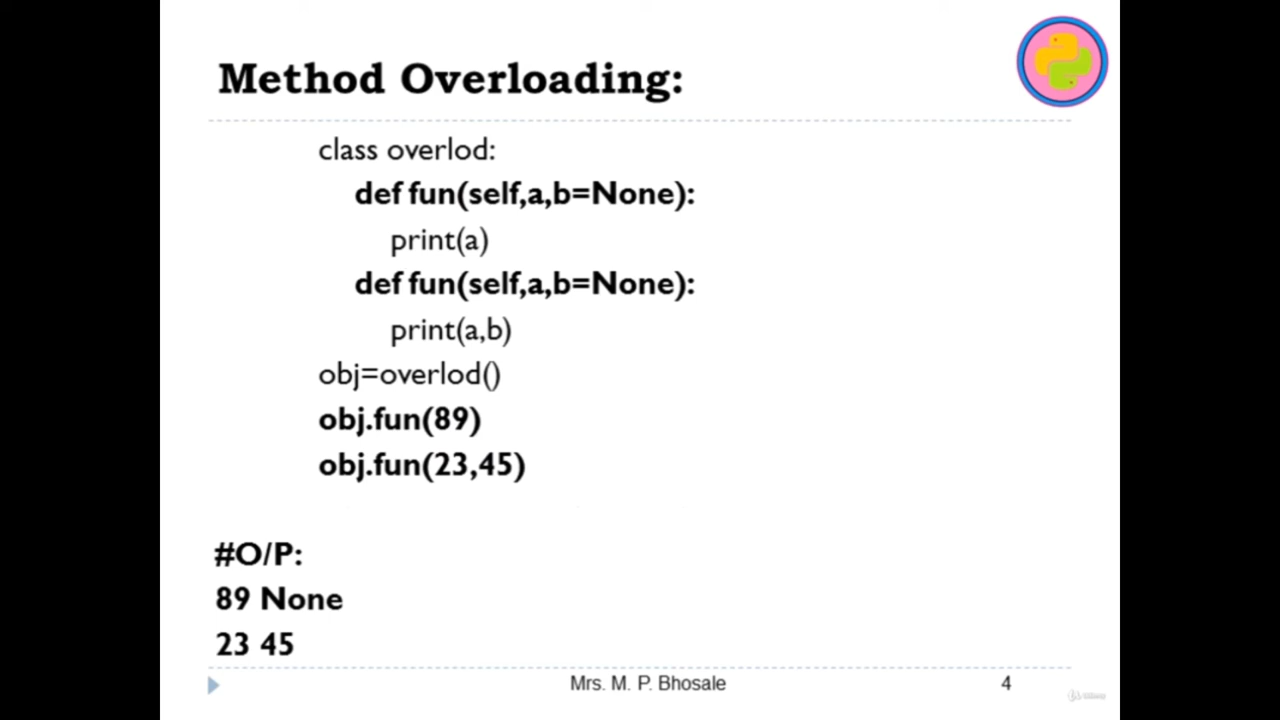 Method Overloading:
class overlod:
def fun(self,a,b=None):
print(a)
def fun(self,a,b=None):
print(a,b)
obj=overlod()
obj.fun(89)
obj.fun(23,45)
#O/P:
89 None
23 45
Mrs. M. P. Bhosale
4
Udemy